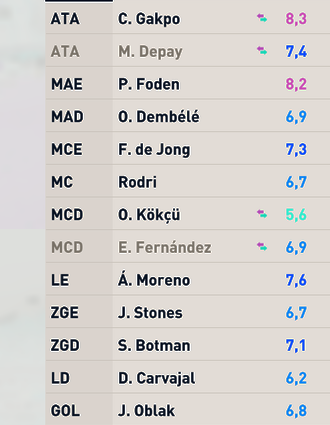 ATA C. Gakpo 8,3
ATA M. Depay 7,4
MAE P. Foden 8,2
MAD O. Dembélé 6,9
MCE F. de Jong 7,3
MC Rodri 6,7
MCD O. Kökçü 5,6
MCD E. Fernández 6,9
LE Á. Moreno 7,6
ZGE J. Stones 6,7
ZGD S. Botman 7,1
LD D. Carvajal 6,2
GOL J. Oblak 6,8